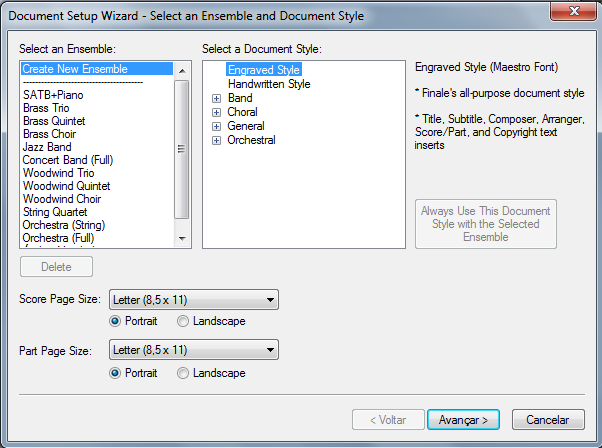 Document Setup Wizard - Select an Ensemble and Document Style
Select an Ensemble:
Create New Ensemble
SATB+Piano
Brass Trio
Brass Quintet
Brass Choir
Jazz Band
Concert Band (Full)
Woodwind Trio
Woodwind Quintet
Woodwind Choir
String Quartet
Orchestra (String)
Orchestra (Full)
Delete
Select a Document Style:
Engraved Style
Handwritten Style
Band
Choral
General
Orchestral
Engraved Style (Maestro Font)
* Finale's all-purpose document style
* Title, Subtitle, Composer, Arranger,
Score/Part, and Copyright text
inserts
Always Use This Document
Style with the Selected
Ensemble
Score Page Size: Letter (8,5 x 11)
Portrait Landscape
Part Page Size: Letter (8,5 x 11)
Portrait Landscape
< Voltar Avançar > Cancelar